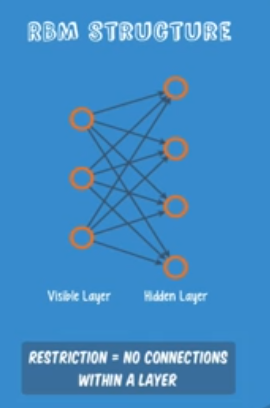 RBM STRUCTURE
Visible Layer Hidden Layer
RESTRICTION = NO CONNECTIONS
WITHIN A LAYER